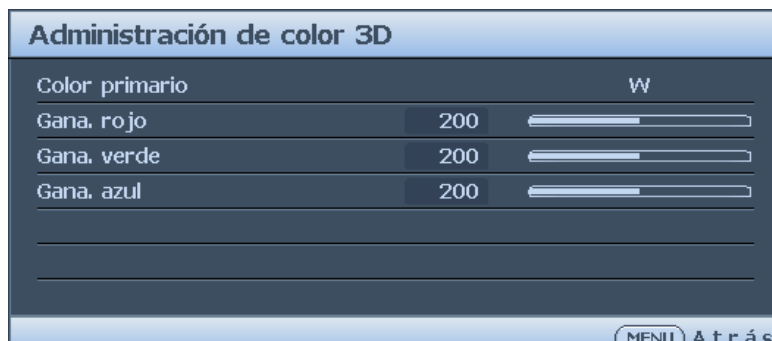 Administración de color 3D
Color primario W
Gana. rojo 200
Gana. verde 200
Gana. azul 200
MENU Atrás